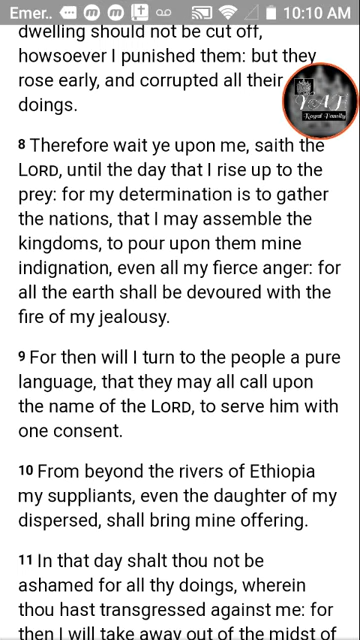 Emer.. 10:10 AM
dwelling should not be cut off,
howsoever I punished them: but they
rose early, and corrupted all their
doings.
8 Therefore wait ye upon me, saith the
LORD, until the day that I rise up to the
prey: for my determination is to gather
the nations, that I may assemble the
kingdoms, to pour upon them mine
indignation, even all my fierce anger: for
all the earth shall be devoured with the
fire of my jealousy.
9 For then will I turn to the people a pure
language, that they may all call upon
the name of the LORD, to serve him with
one consent.
10 From beyond the rivers of Ethiopia
my suppliants, even the daughter of my
dispersed, shall bring mine offering.
11 In that day shalt thou not be
ashamed for all thy doings, wherein
thou hast transgressed against me: for
then I will take away out of the midst of